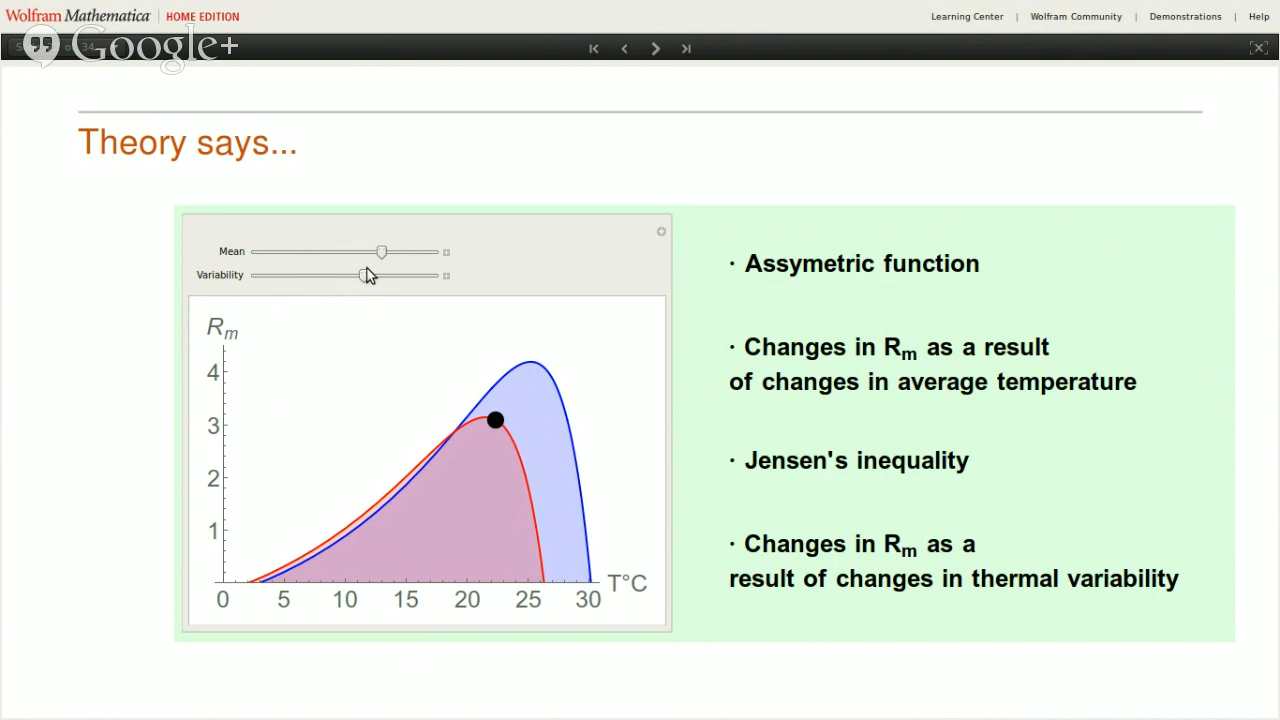 Wolfram Mathematica | HOME EDITION
Learning Center | Wolfram Community | Demonstrations | Help
Google+
34
Theory says...
Mean
Variability
Rm
4
3
2
1
0 5 10 15 20 25 30
T°C
· Assymetric function
· Changes in Rm as a result
of changes in average temperature
· Jensen's inequality
· Changes in Rm as a
result of changes in thermal variability